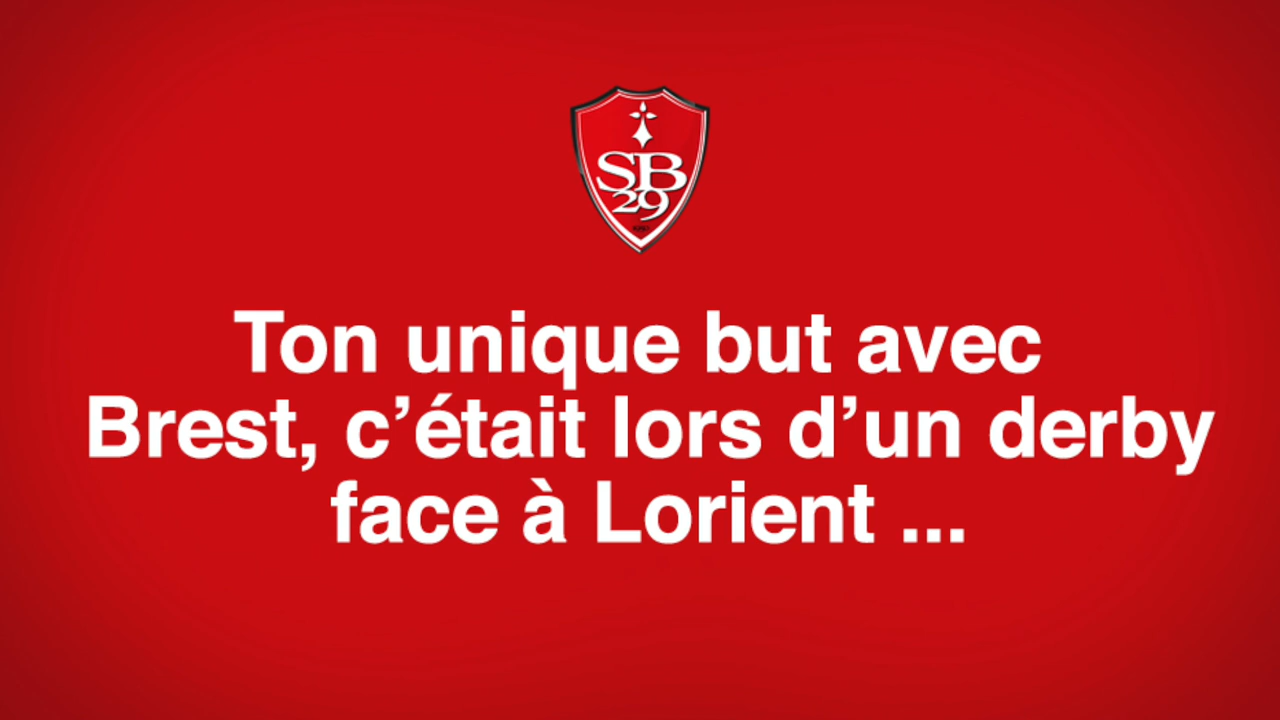 SB
29
Ton unique but avec
Brest, c’était lors d’un derby
face à Lorient ...